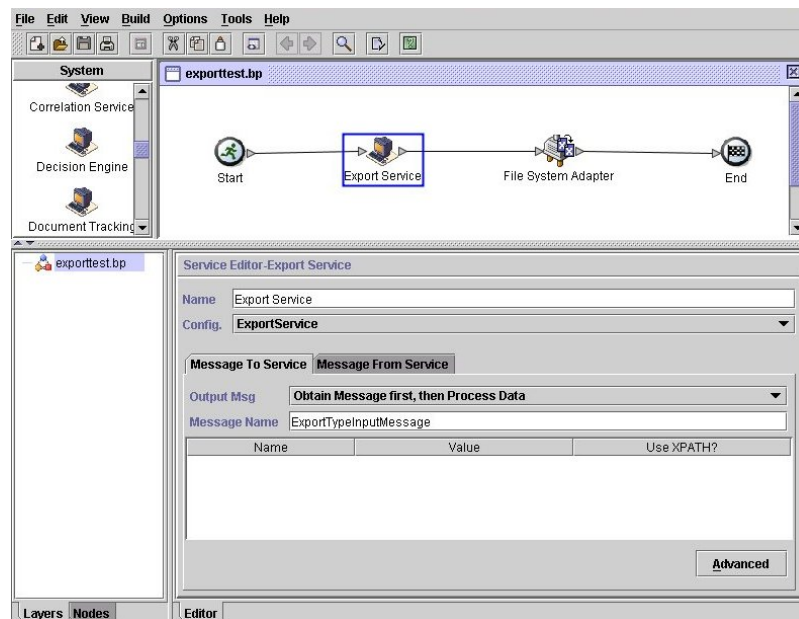 File Edit View Build Options Tools Help
System
exporttest.bp
Correlation Service
Decision Engine
Document Tracking
Start
Export Service
File System Adapter
End
exporttest.bp
Service Editor-Export Service
Name Export Service
Config. ExportService
Message To Service Message From Service
Output Msg Obtain Message first, then Process Data
Message Name ExportTypeInputMessage
Name Value Use XPATH?
Advanced
Layers Nodes
Editor